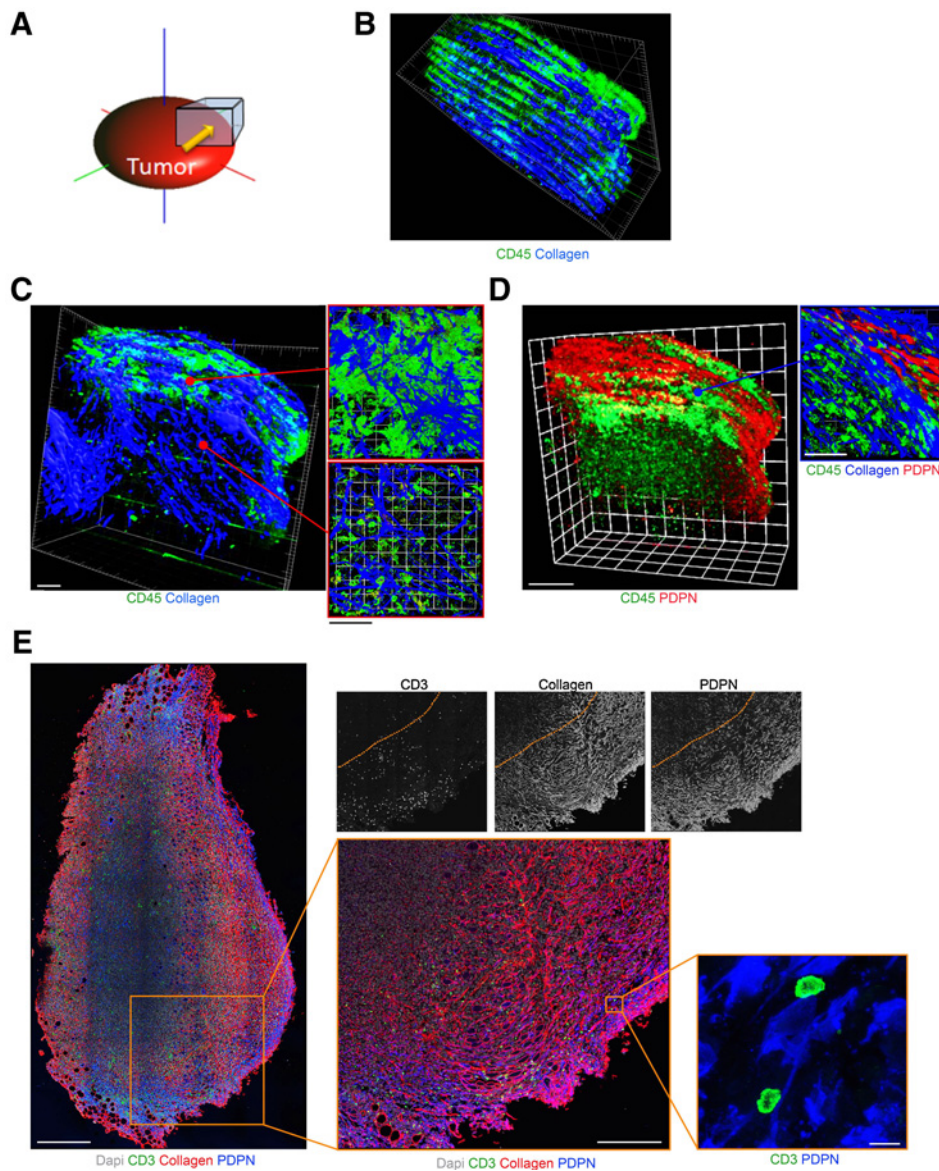 A
Tumor
B
CD45 Collagen
C
CD45 Collagen
D
CD45 Collagen PDPN
CD45 PDPN
E
CD3
Collagen
PDPN
Dapi CD3 Collagen PDPN
Dapi CD3 Collagen PDPN
CD3 PDPN